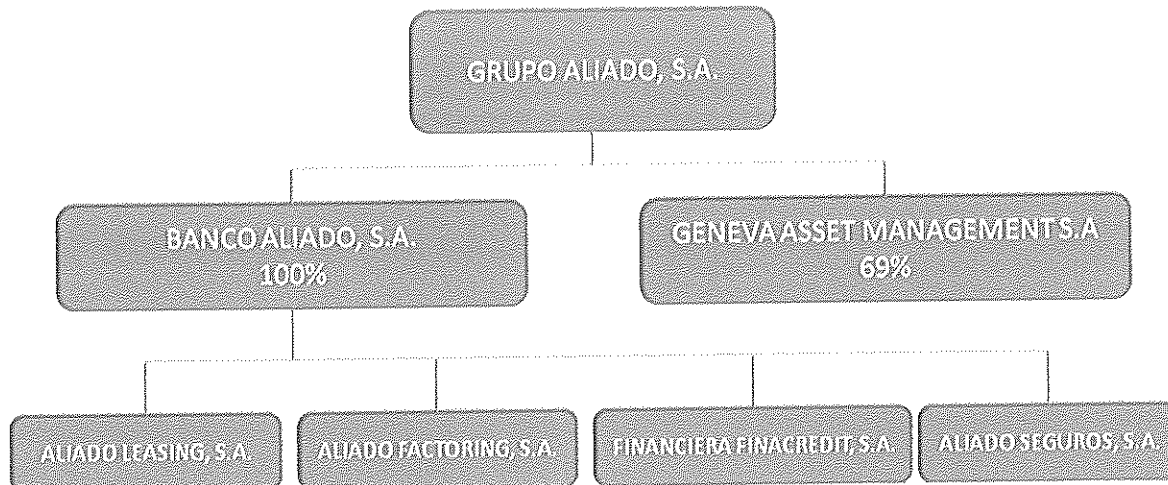 GRUPO ALIADO, S.A.
BANCO ALIADO, S.A.
100%
GENEVA ASSET MANAGEMENT S.A
69%
ALIADO LEASING, S.A.
ALIADO FACTORING, S.A.
FINANCIERA FINACREDIT, S.A.
ALIADO SEGUROS, S.A.